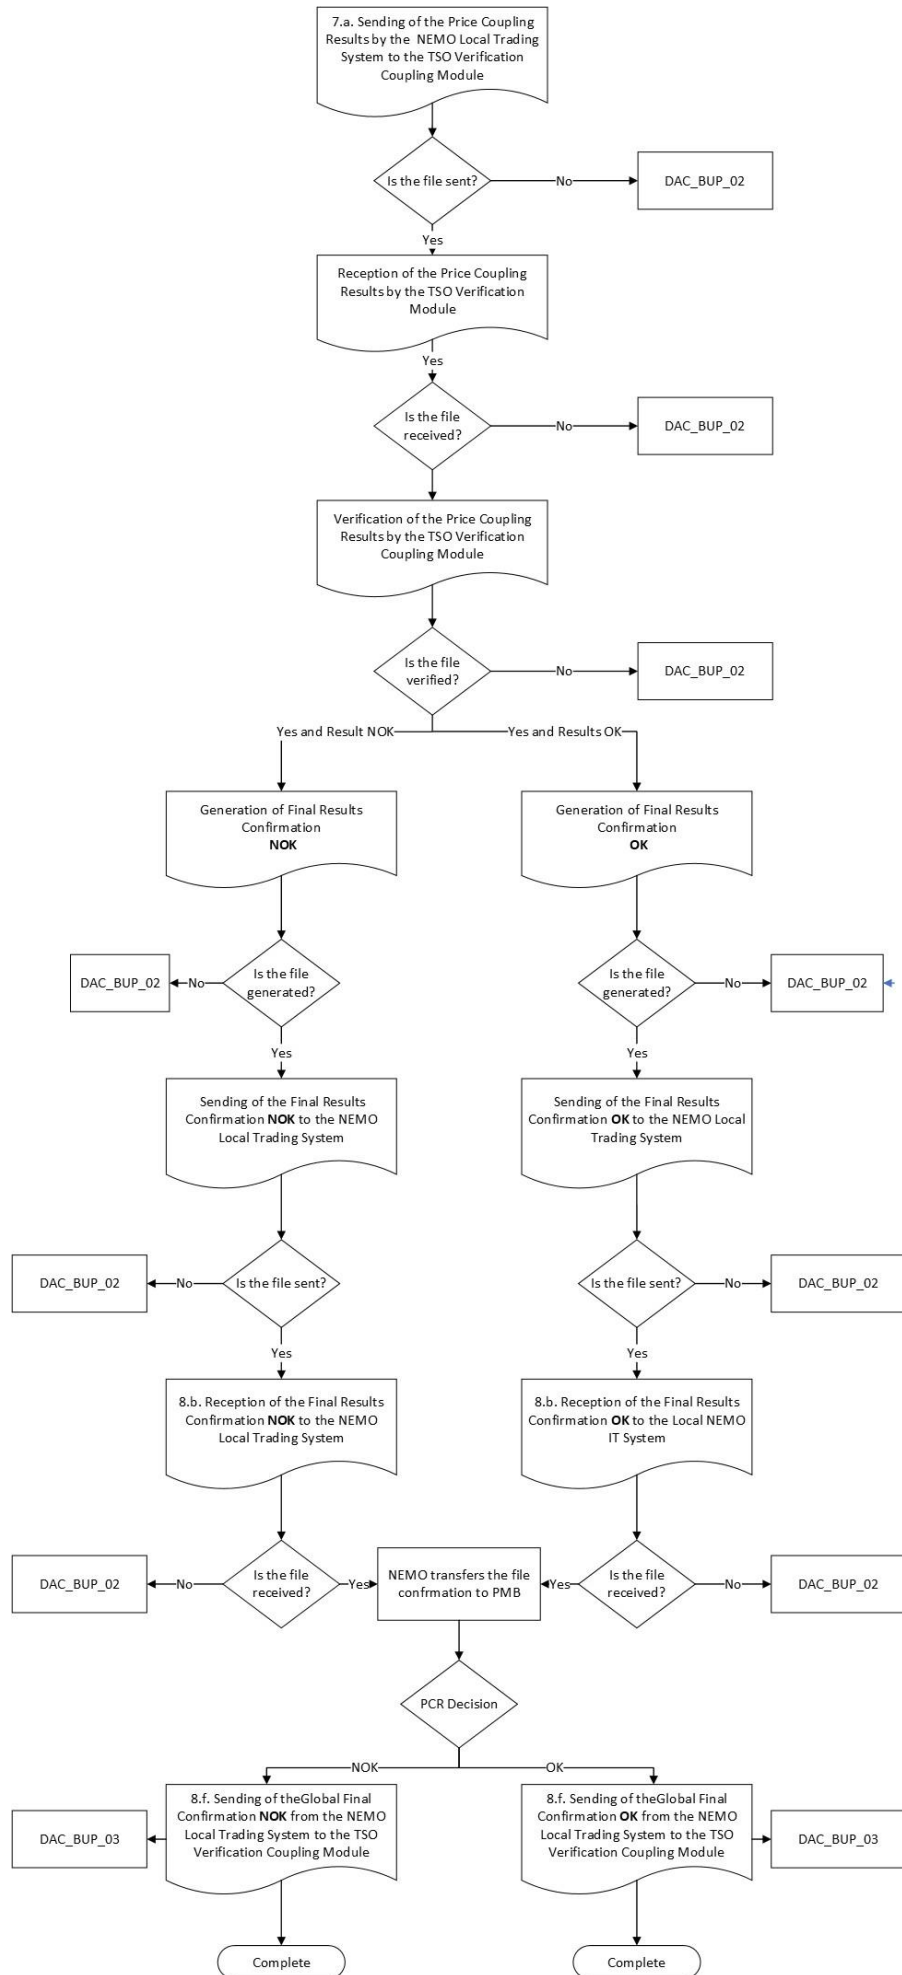 7.a. Sending of the Price Coupling
Results by the NEMO Local Trading
System to the TSO Verification
Coupling Module
Is the file sent?
No
DAC_BUP_02
Yes
Reception of the Price Coupling
Results by the TSO Verification
Module
Yes
Is the file
received?
No
DAC_BUP_02
Verification of the Price Coupling
Results by the TSO Verification
Coupling Module
Is the file
verified?
No
DAC_BUP_02
Yes and Result NOK
Yes and Results OK
Generation of Final Results
Confirmation
NOK
Generation of Final Results
Confirmation
OK
DAC_BUP_02
No
Is the file
generated?
Is the file
generated?
No
DAC_BUP_02
Yes
Yes
Sending of the Final Results
Confirmation NOK to the NEMO
Local Trading System
Sending of the Final Results
Confirmation OK to the NEMO Local
Trading System
DAC_BUP_02
No
Is the file sent?
Is the file sent?
No
DAC_BUP_02
Yes
Yes
8.b. Reception of the Final Results
Confirmation NOK to the NEMO
Local Trading System
8.b. Reception of the Final Results
Confirmation OK to the Local NEMO
IT System
DAC_BUP_02
No
Is the file
received?
Yes
NEMO transfers the file
confrmation to PMB
Yes
Is the file
received?
No
DAC_BUP_02
PCR Decision
NOK
OK
DAC_BUP_03
8.f. Sending of theGlobal Final
Confirmation NOK from the NEMO
Local Trading System to the TSO
Verification Coupling Module
8.f. Sending of theGlobal Final
Confirmation OK from the NEMO
Local Trading System to the TSO
Verification Coupling Module
DAC_BUP_03
Complete
Complete